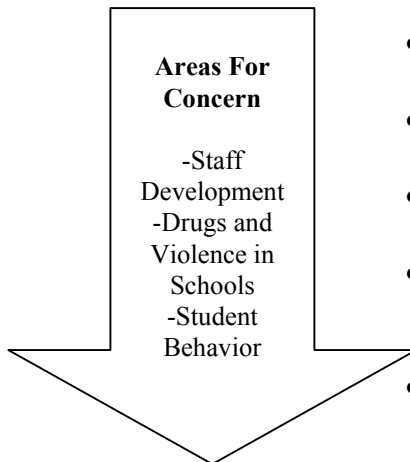 Areas For
Concern
-Staff
Development
-Drugs and
Violence in
Schools
-Student
Behavior